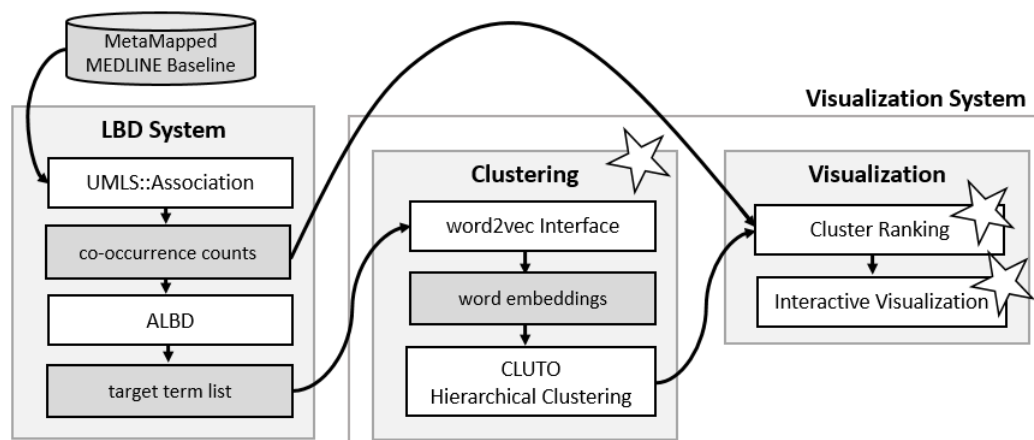 MetaMapped
MEDLINE Baseline
Visualization System
LBD System
UMLS::Association
co-occurrence counts
ALBD
target term list
Clustering
word2vec Interface
word embeddings
CLUTO
Hierarchical Clustering
Visualization
Cluster Ranking
Interactive Visualization